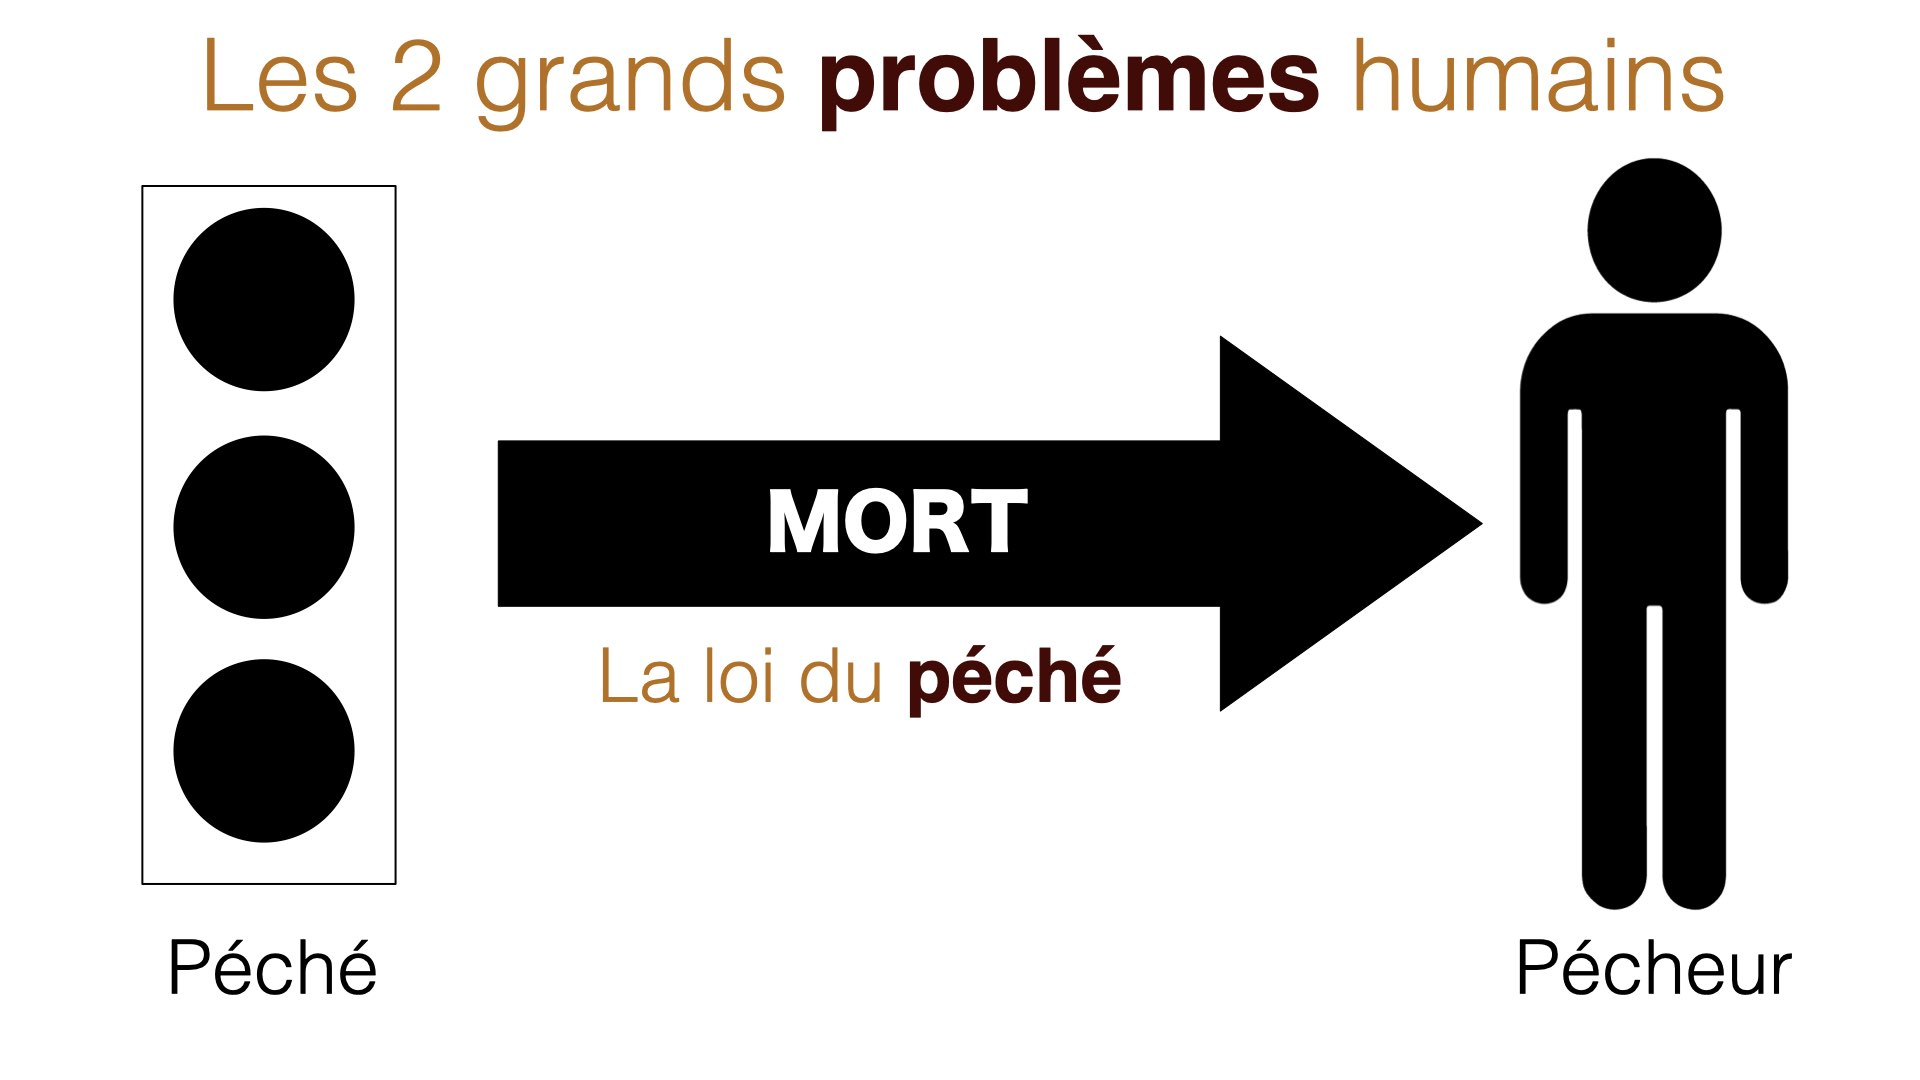 Les 2 grands problèmes humains
MORT
La loi du péché
Péché
Pécheur